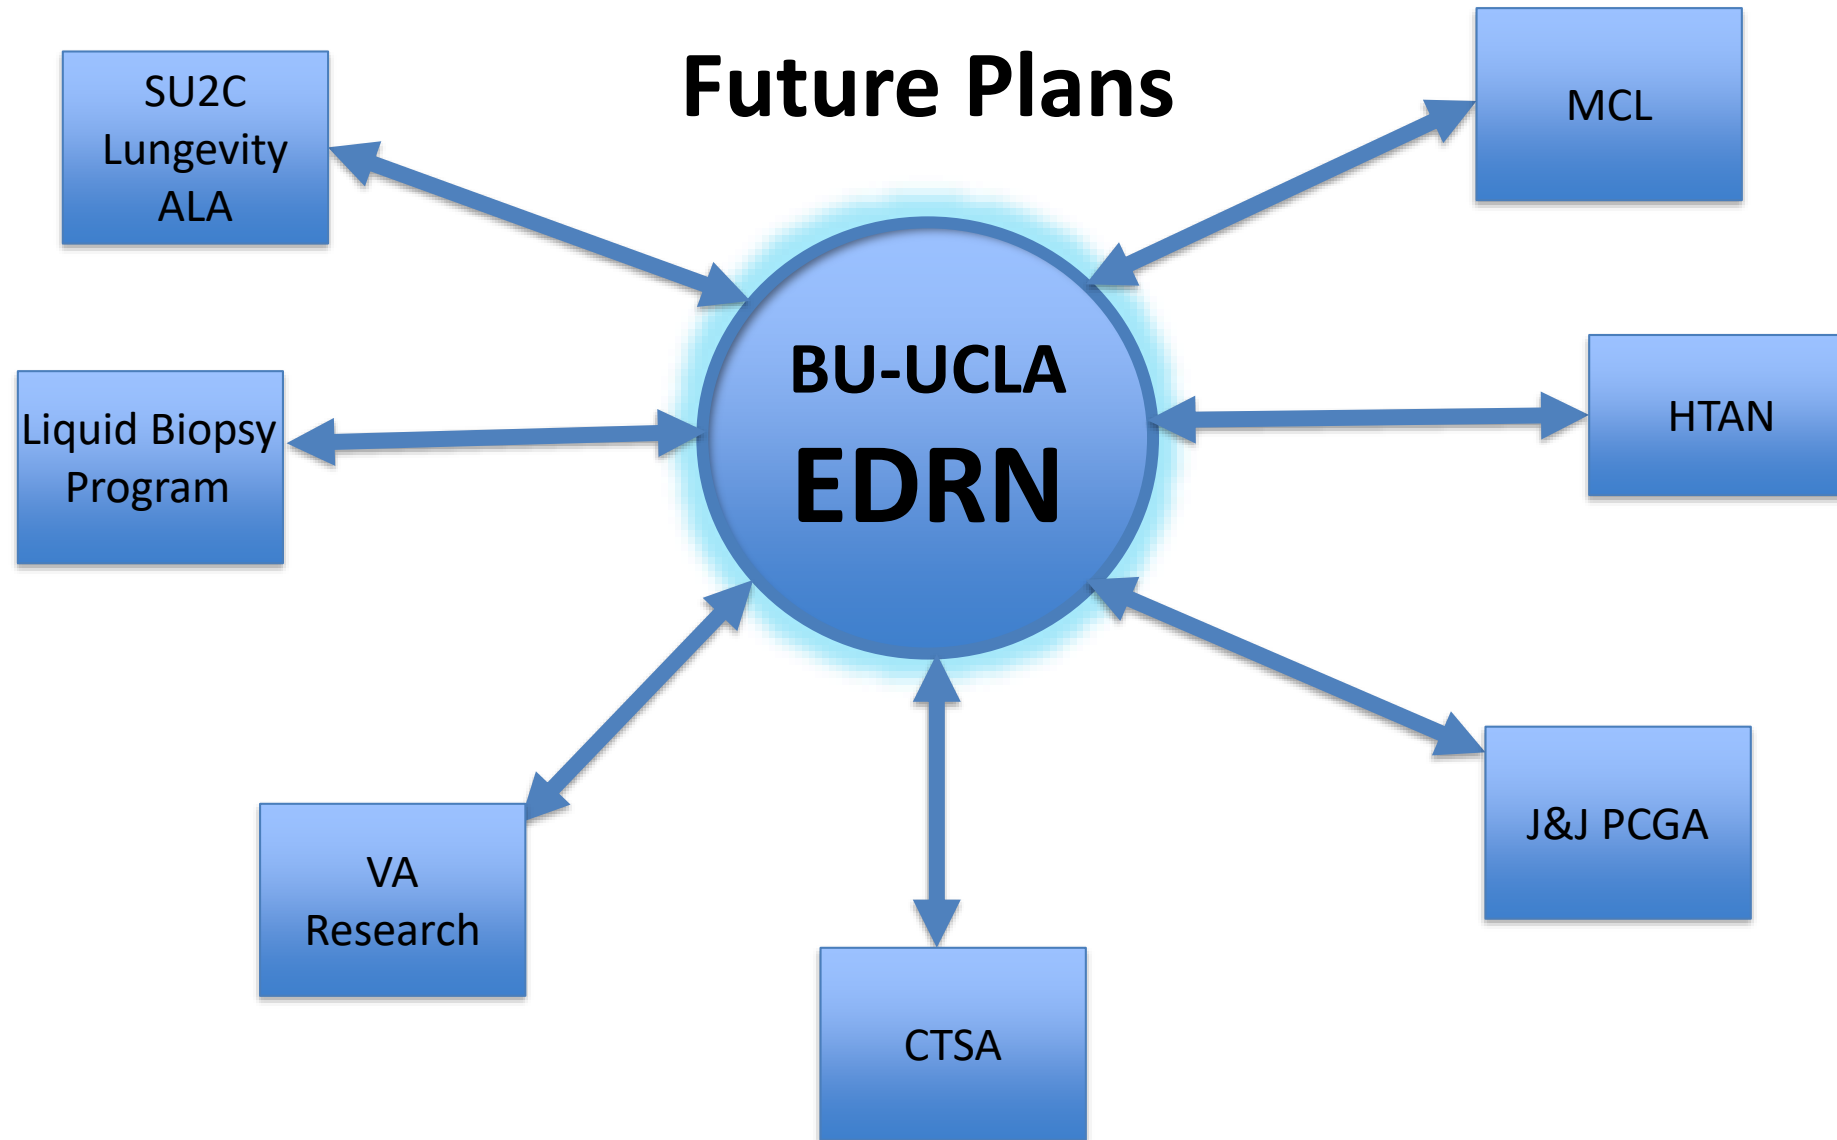 Future Plans
SU2C
Lungevity
ALA
MCL
BU-UCLA
EDRN
Liquid Biopsy
Program
HTAN
J&J PCGA
VA
Research
CTSA